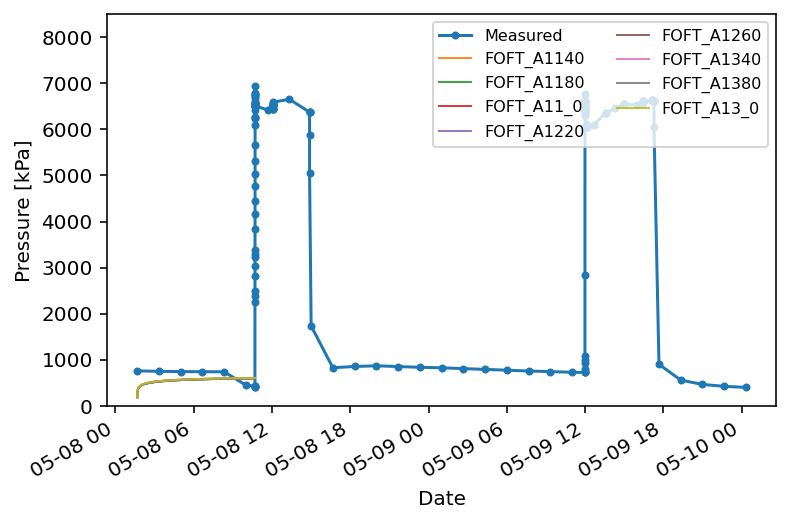 Pressure [kPa]
8000
7000
6000
5000
4000
3000
2000
1000
0
Measured
FOFT_A1140
FOFT_A1180
FOFT_A11_0
FOFT_A1220
FOFT_A1260
FOFT_A1340
FOFT_A1380
FOFT_A13_0
05-08 00
05-08 06
05-08 12
05-08 18
05-09 00
05-09 06
05-09 12
05-09 18
05-10 00
Date